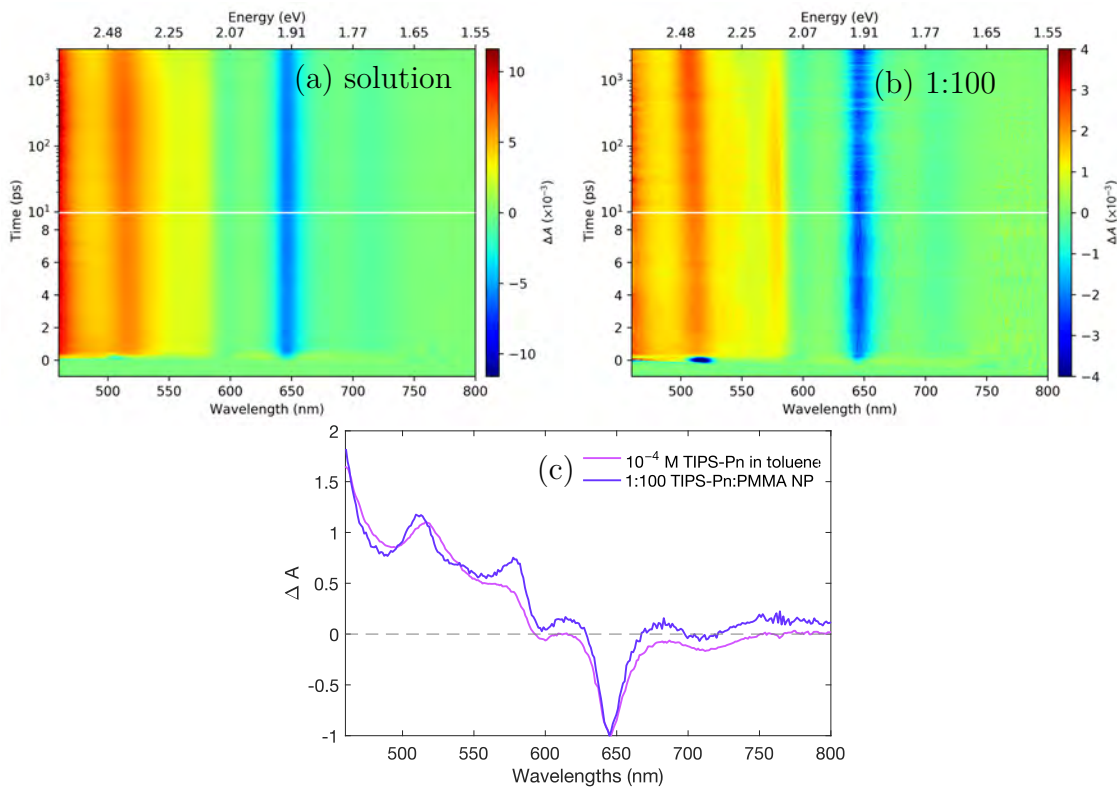 Energy (eV)
2.48 2.25 2.07 1.91 1.77 1.65 1.55
(a) solution
Time (ps)
10³
10²
10¹
8
6
4
2
0
500 550 600 650 700 750 800
Wavelength (nm)
10
5
0
−5
−10
ΔA (×10⁻³)
Energy (eV)
2.48 2.25 2.07 1.91 1.77 1.65 1.55
(b) 1:100
Time (ps)
10³
10²
10¹
8
6
4
2
0
500 550 600 650 700 750 800
Wavelength (nm)
4
3
2
1
0
−1
−2
−3
−4
ΔA (×10⁻³)
(c)
10⁻⁴ M TIPS-Pn in toluene
1:100 TIPS-Pn:PMMA NP
Δ A
2
1.5
1
0.5
0
-0.5
-1
500 550 600 650 700 750 800
Wavelengths (nm)